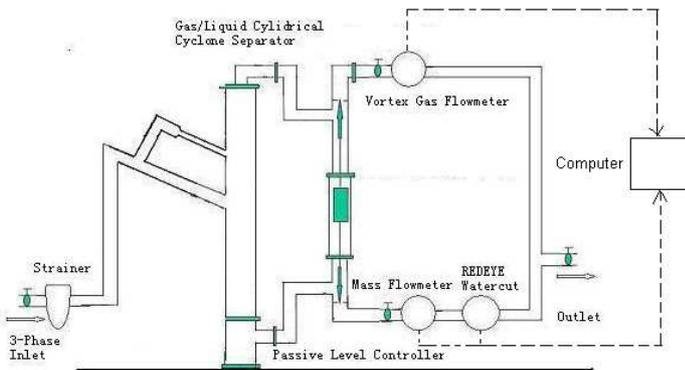 Gas/Liquid Cylidrical
Cyclone Separator
Vortex Gas Flowmeter
Computer
Strainer
Mass Flowmeter
REDEYE
Watercut
3-Phase
Inlet
Passive Level Controller
Outlet